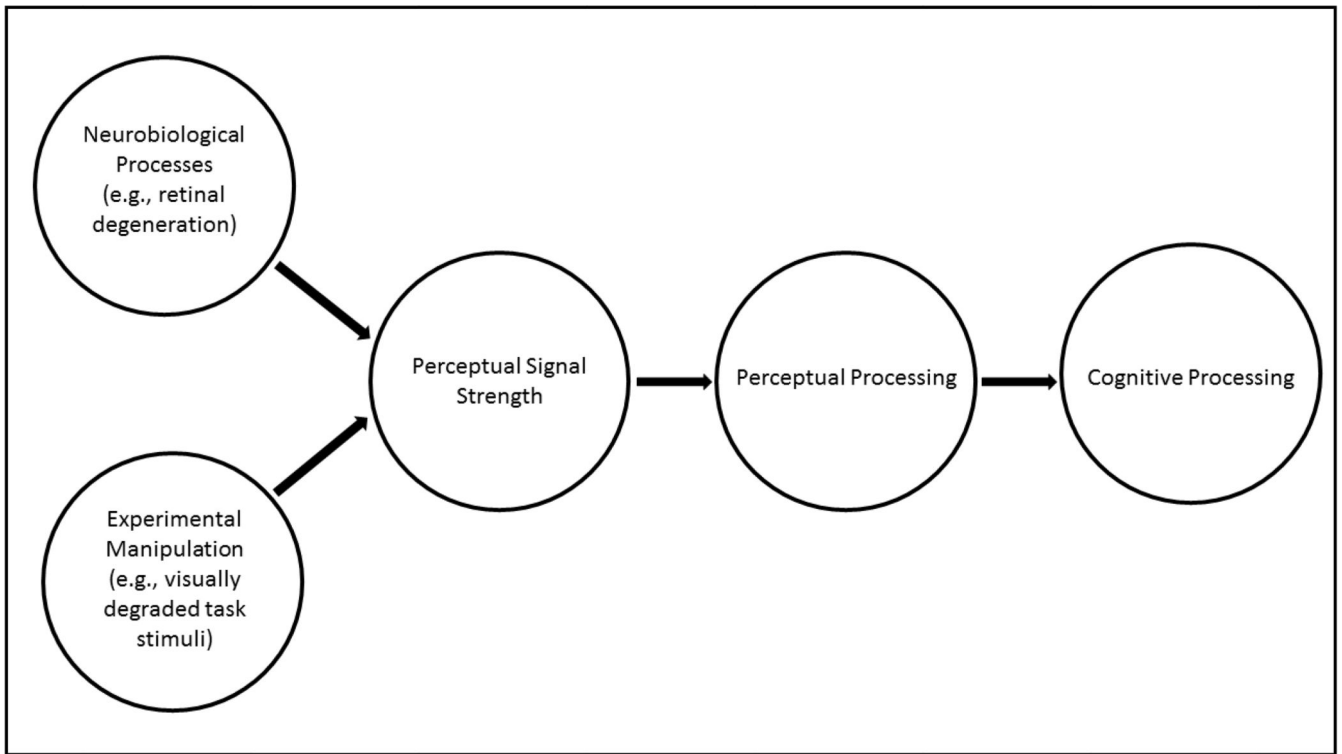 Neurobiological
Processes
(e.g., retinal
degeneration)
Experimental
Manipulation
(e.g., visually
degraded task
stimuli)
Perceptual Signal
Strength
Perceptual Processing
Cognitive Processing